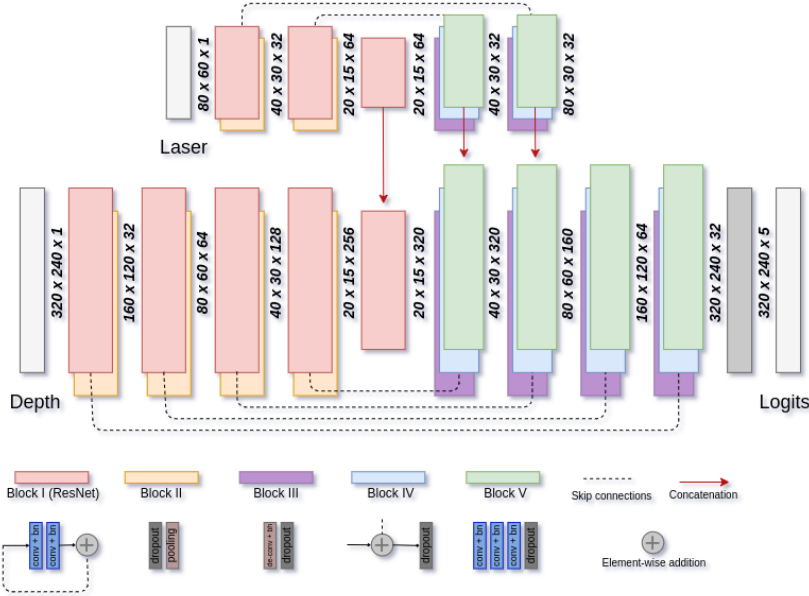 80 x 60 x 1
40 x 30 x 32
20 x 15 x 64
20 x 15 x 64
40 x 30 x 32
80 x 30 x 32
Laser
320 x 240 x 1
160 x 120 x 32
80 x 60 x 64
40 x 30 x 128
20 x 15 x 256
20 x 15 x 320
40 x 30 x 320
80 x 60 x 160
160 x 120 x 64
320 x 240 x 32
320 x 240 x 5
Depth
Logits
Block I (ResNet)
Block II
Block III
Block IV
Block V
Skip connections
Concatenation
conv + bn
conv + bn
dropout
pooling
de-conv + bn
dropout
dropout
conv + bn
conv + bn
conv + bn
dropout
Element-wise addition